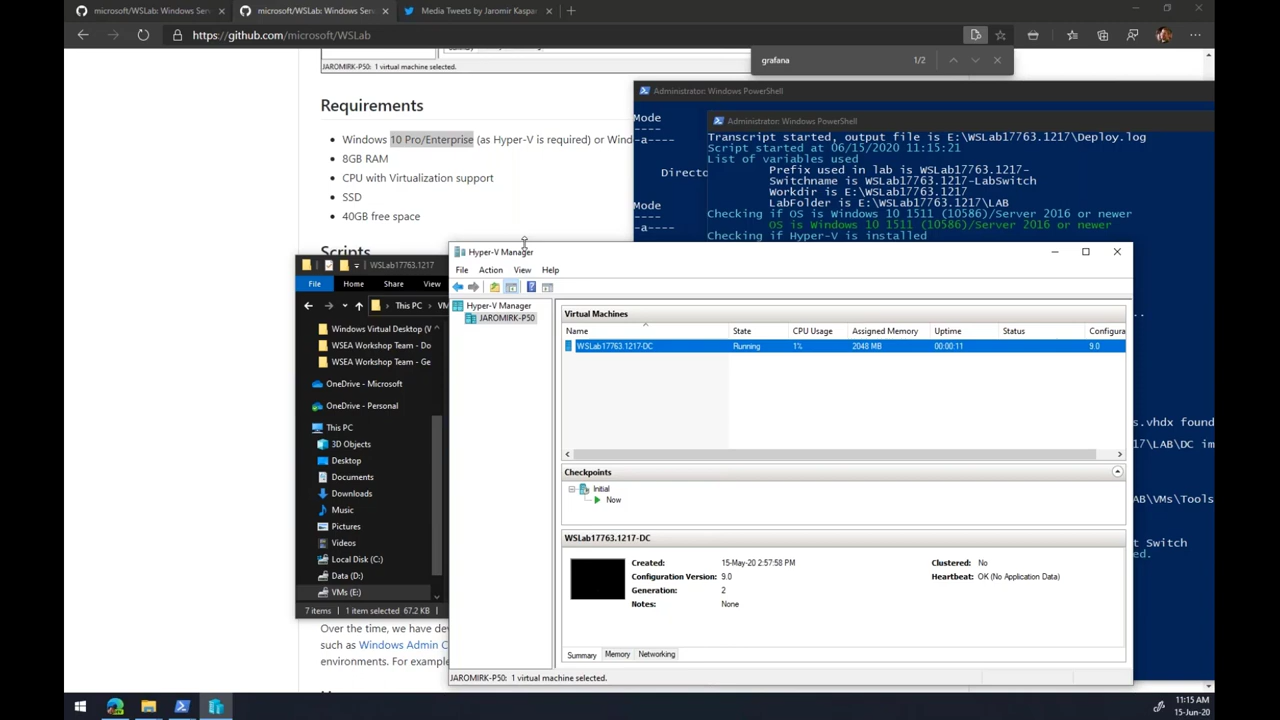 microsoft/WSLab: Windows Serv
microsoft/WSLab: Windows Serv
Media Tweets by Jaromir Kaspar
https://github.com/microsoft/WSLab
grafana
1/2
JAROMIRK-P50: 1 virtual machine selected.
Requirements
Windows 10 Pro/Enterprise (as Hyper-V is required) or Wind
8GB RAM
CPU with Virtualization support
SSD
40GB free space
Scripts
Administrator: Windows PowerShell
Mode
----
-a----
Directo
Mode
----
-a----
Administrator: Windows PowerShell
Transcript started, output file is E:\WSLab17763.1217\Deploy.log
Script started at 06/15/2020 11:15:21
List of variables used
Prefix used in lab is WSLab17763.1217-
Switchname is WSLab17763.1217-LabSwitch
Workdir is E:\WSLab17763.1217
LabFolder is E:\WSLab17763.1217\LAB
Checking if OS is Windows 10 1511 (10586)/Server 2016 or newer
OS is Windows 10 1511 (10586)/Server 2016 or newer
Checking if Hyper-V is installed
s.vhdx found
7\LAB\DC im
AB\VMs\Tools
t Switch
ed.
WSLab17763.1217
File Home Share View
This PC
VM
Windows Virtual Desktop (V
WSEA Workshop Team - Do
WSEA Workshop Team - Ge
OneDrive - Microsoft
OneDrive - Personal
This PC
3D Objects
Desktop
Documents
Downloads
Music
Pictures
Videos
Local Disk (C:)
Data (D:)
VMs (E:)
7 items 1 item selected 67.2 KB
Over the time, we have dev
such as Windows Admin C
environments. For example
Hyper-V Manager
File Action View Help
Hyper-V Manager
JAROMIRK-P50
Virtual Machines
Name State CPU Usage Assigned Memory Uptime Status Configura
WSLab17763.1217-DC Running 1% 2048 MB 00:00:11 9.0
Checkpoints
Initial
Now
WSLab17763.1217-DC
Created: 15-May-20 2:57:58 PM Clustered: No
Configuration Version: 9.0 Heartbeat: OK (No Application Data)
Generation: 2
Notes: None
Summary Memory Networking
JAROMIRK-P50: 1 virtual machine selected.
11:15 AM
15-Jun-20